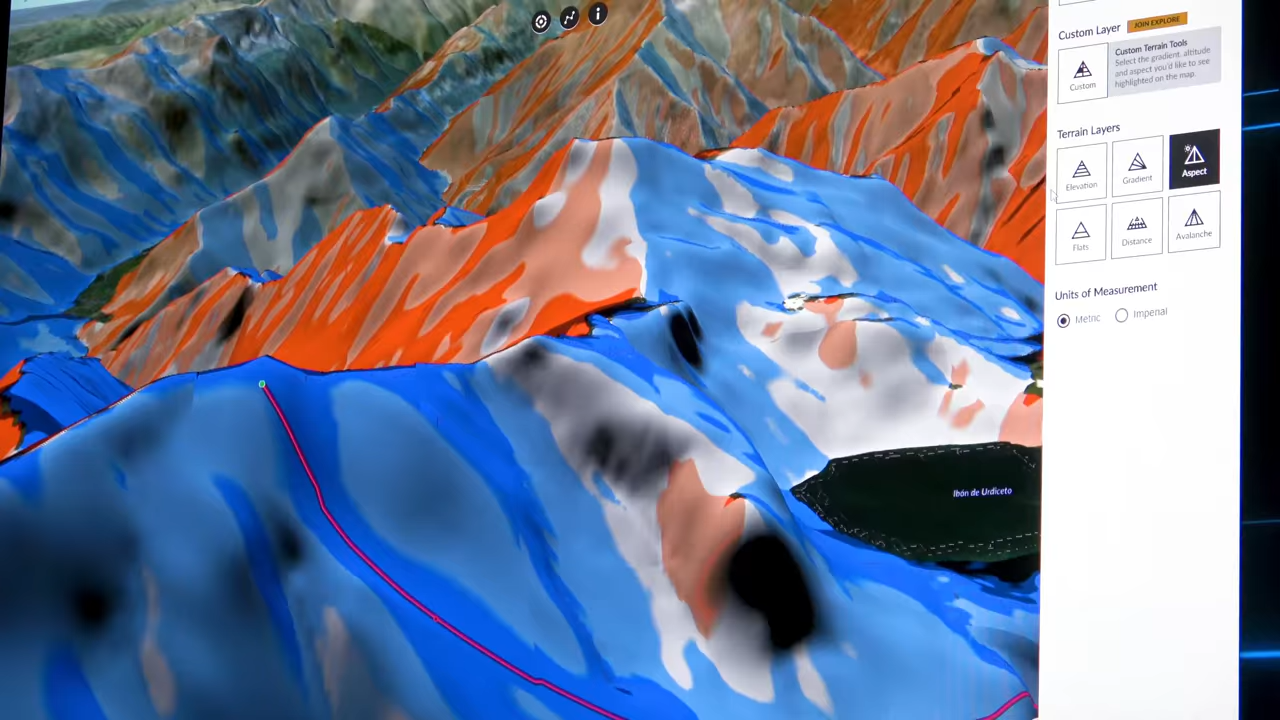 Custom Layer
JOIN EXPLORE
Custom
Custom Terrain Tools
Select the gradient, altitude
and aspect you'd like to see
highlighted on the map.
Terrain Layers
Elevation
Gradient
Aspect
Flats
Distance
Avalanche
Units of Measurement
Metric
Imperial
Ibón de Urdiceto